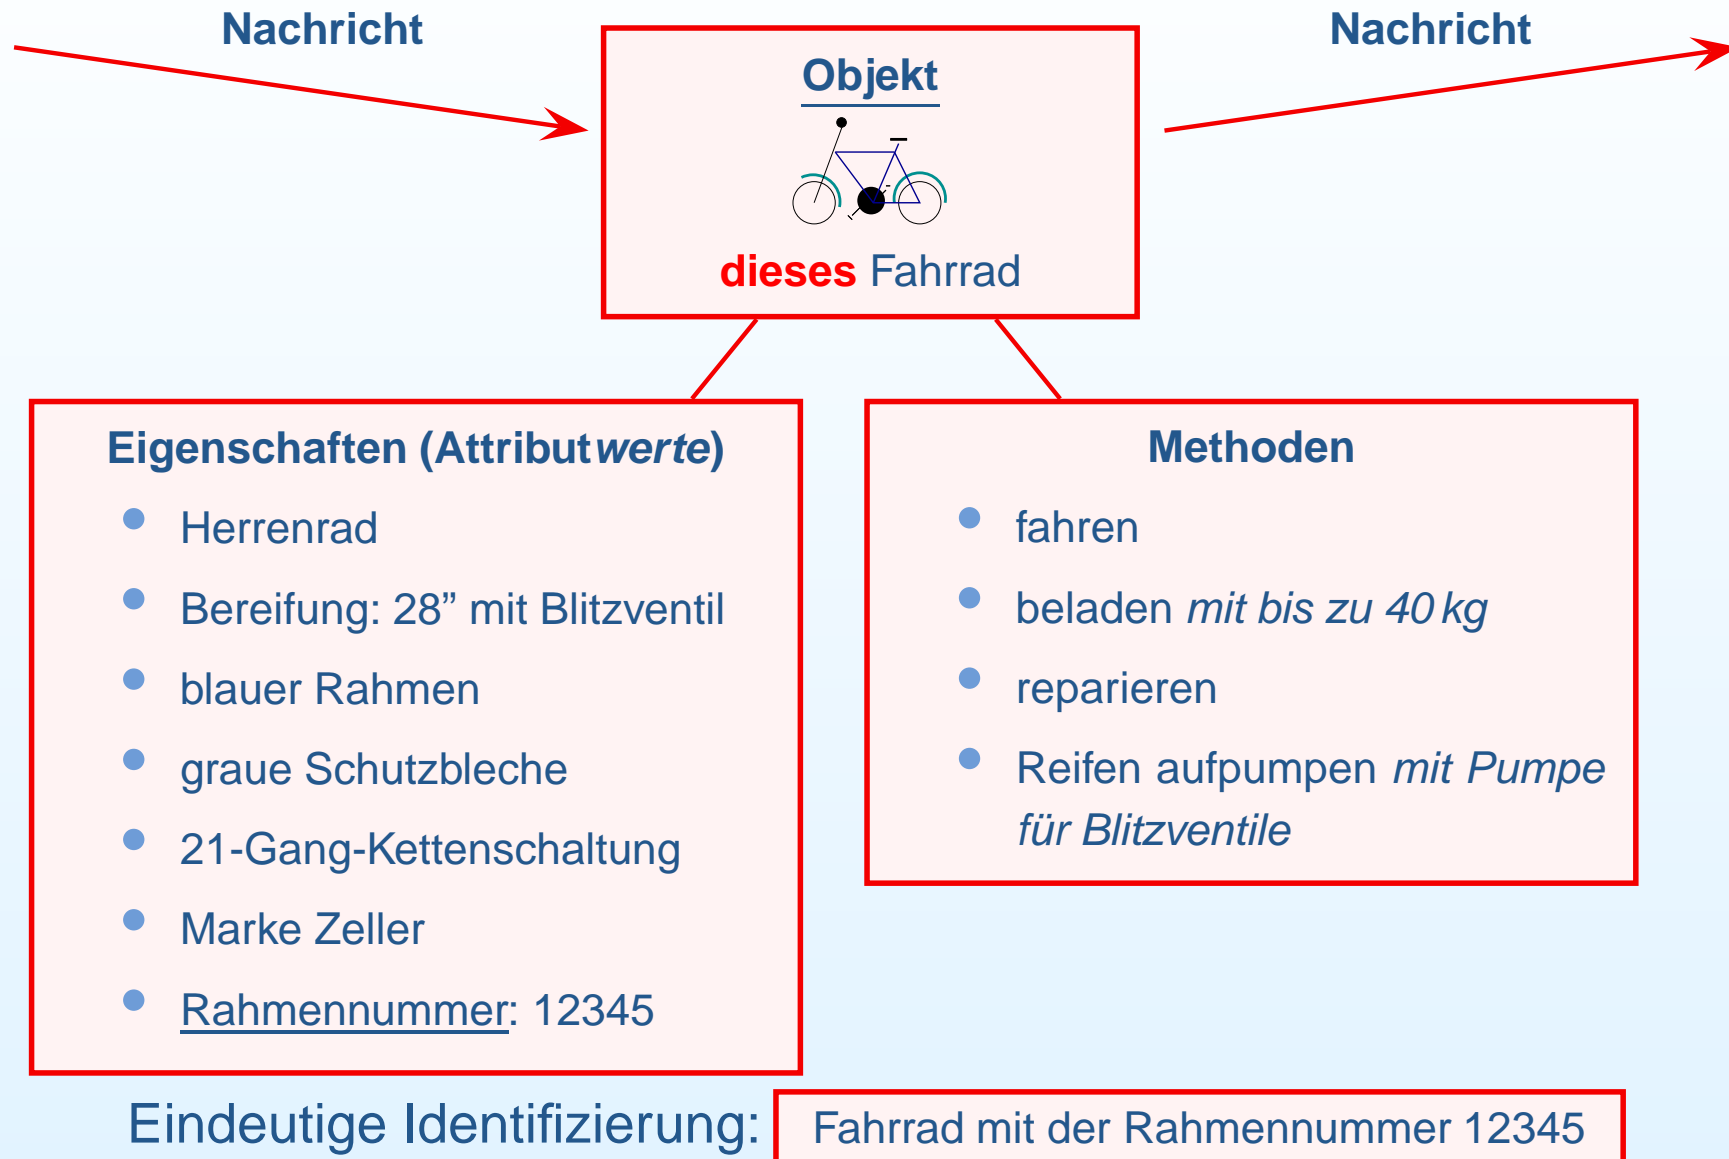 Nachricht
Nachricht
Objekt
dieses Fahrrad
Eigenschaften (Attributwerte)
Herrenrad
Bereifung: 28” mit Blitzventil
blauer Rahmen
graue Schutzbleche
21-Gang-Kettenschaltung
Marke Zeller
Rahmennummer: 12345
Methoden
fahren
beladen mit bis zu 40 kg
reparieren
Reifen aufpumpen mit Pumpe
für Blitzventile
Eindeutige Identifizierung: Fahrrad mit der Rahmennummer 12345